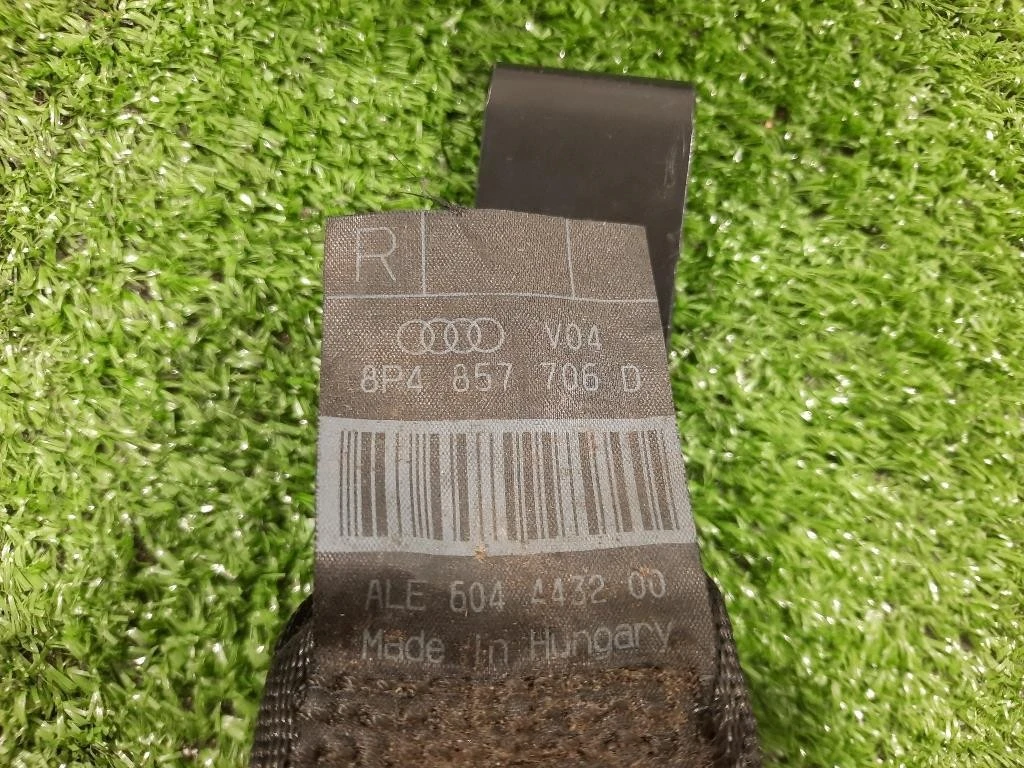 R
V04
8P4 857 706 D
ALE 604 4432 00
Made in Hungary